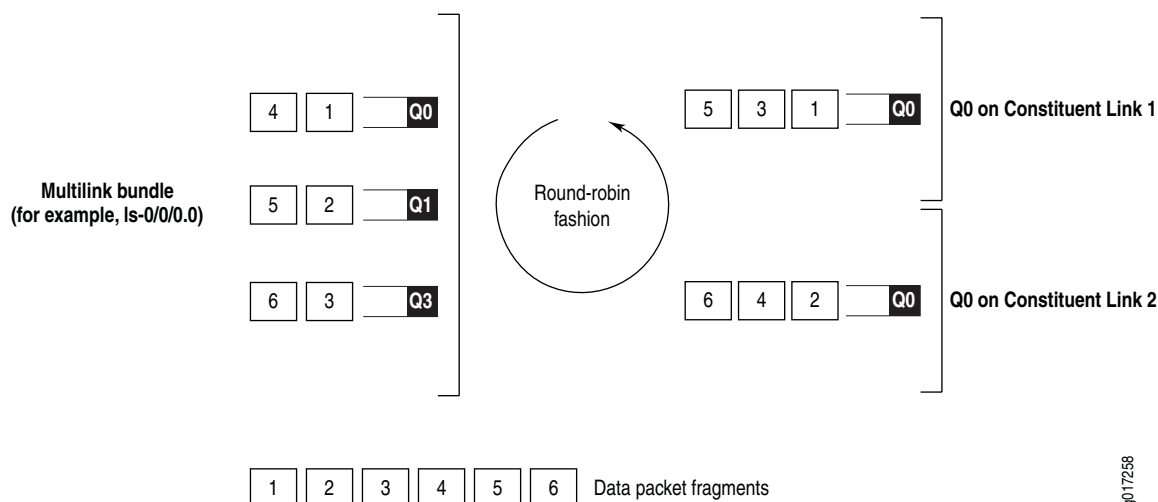 4 1 Q0
5 3 1 Q0 Q0 on Constituent Link 1
Multilink bundle
(for example, ls-0/0/0.0)
5 2 Q1
Round-robin
fashion
6 3 Q3
6 4 2 Q0 Q0 on Constituent Link 2
1 2 3 4 5 6 Data packet fragments
g017258